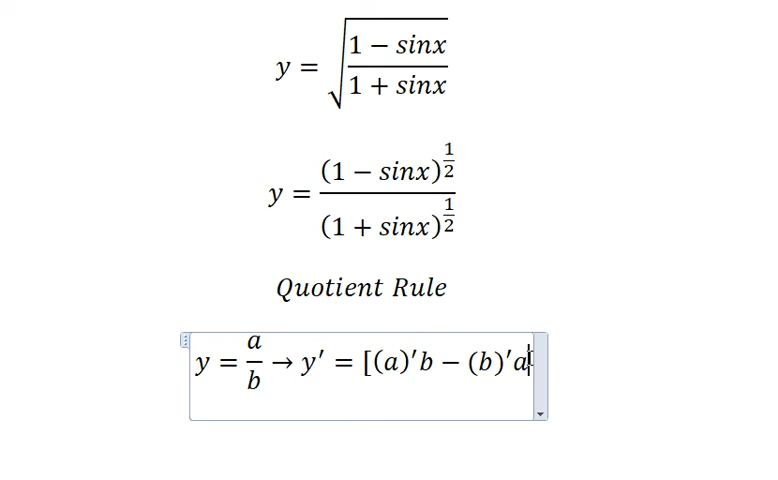 y = √((1 − sinx)/(1 + sinx))
y = (1 − sinx)^(1/2)/(1 + sinx)^(1/2)
Quotient Rule
y = a/b → y′ = [(a)′b − (b)′a